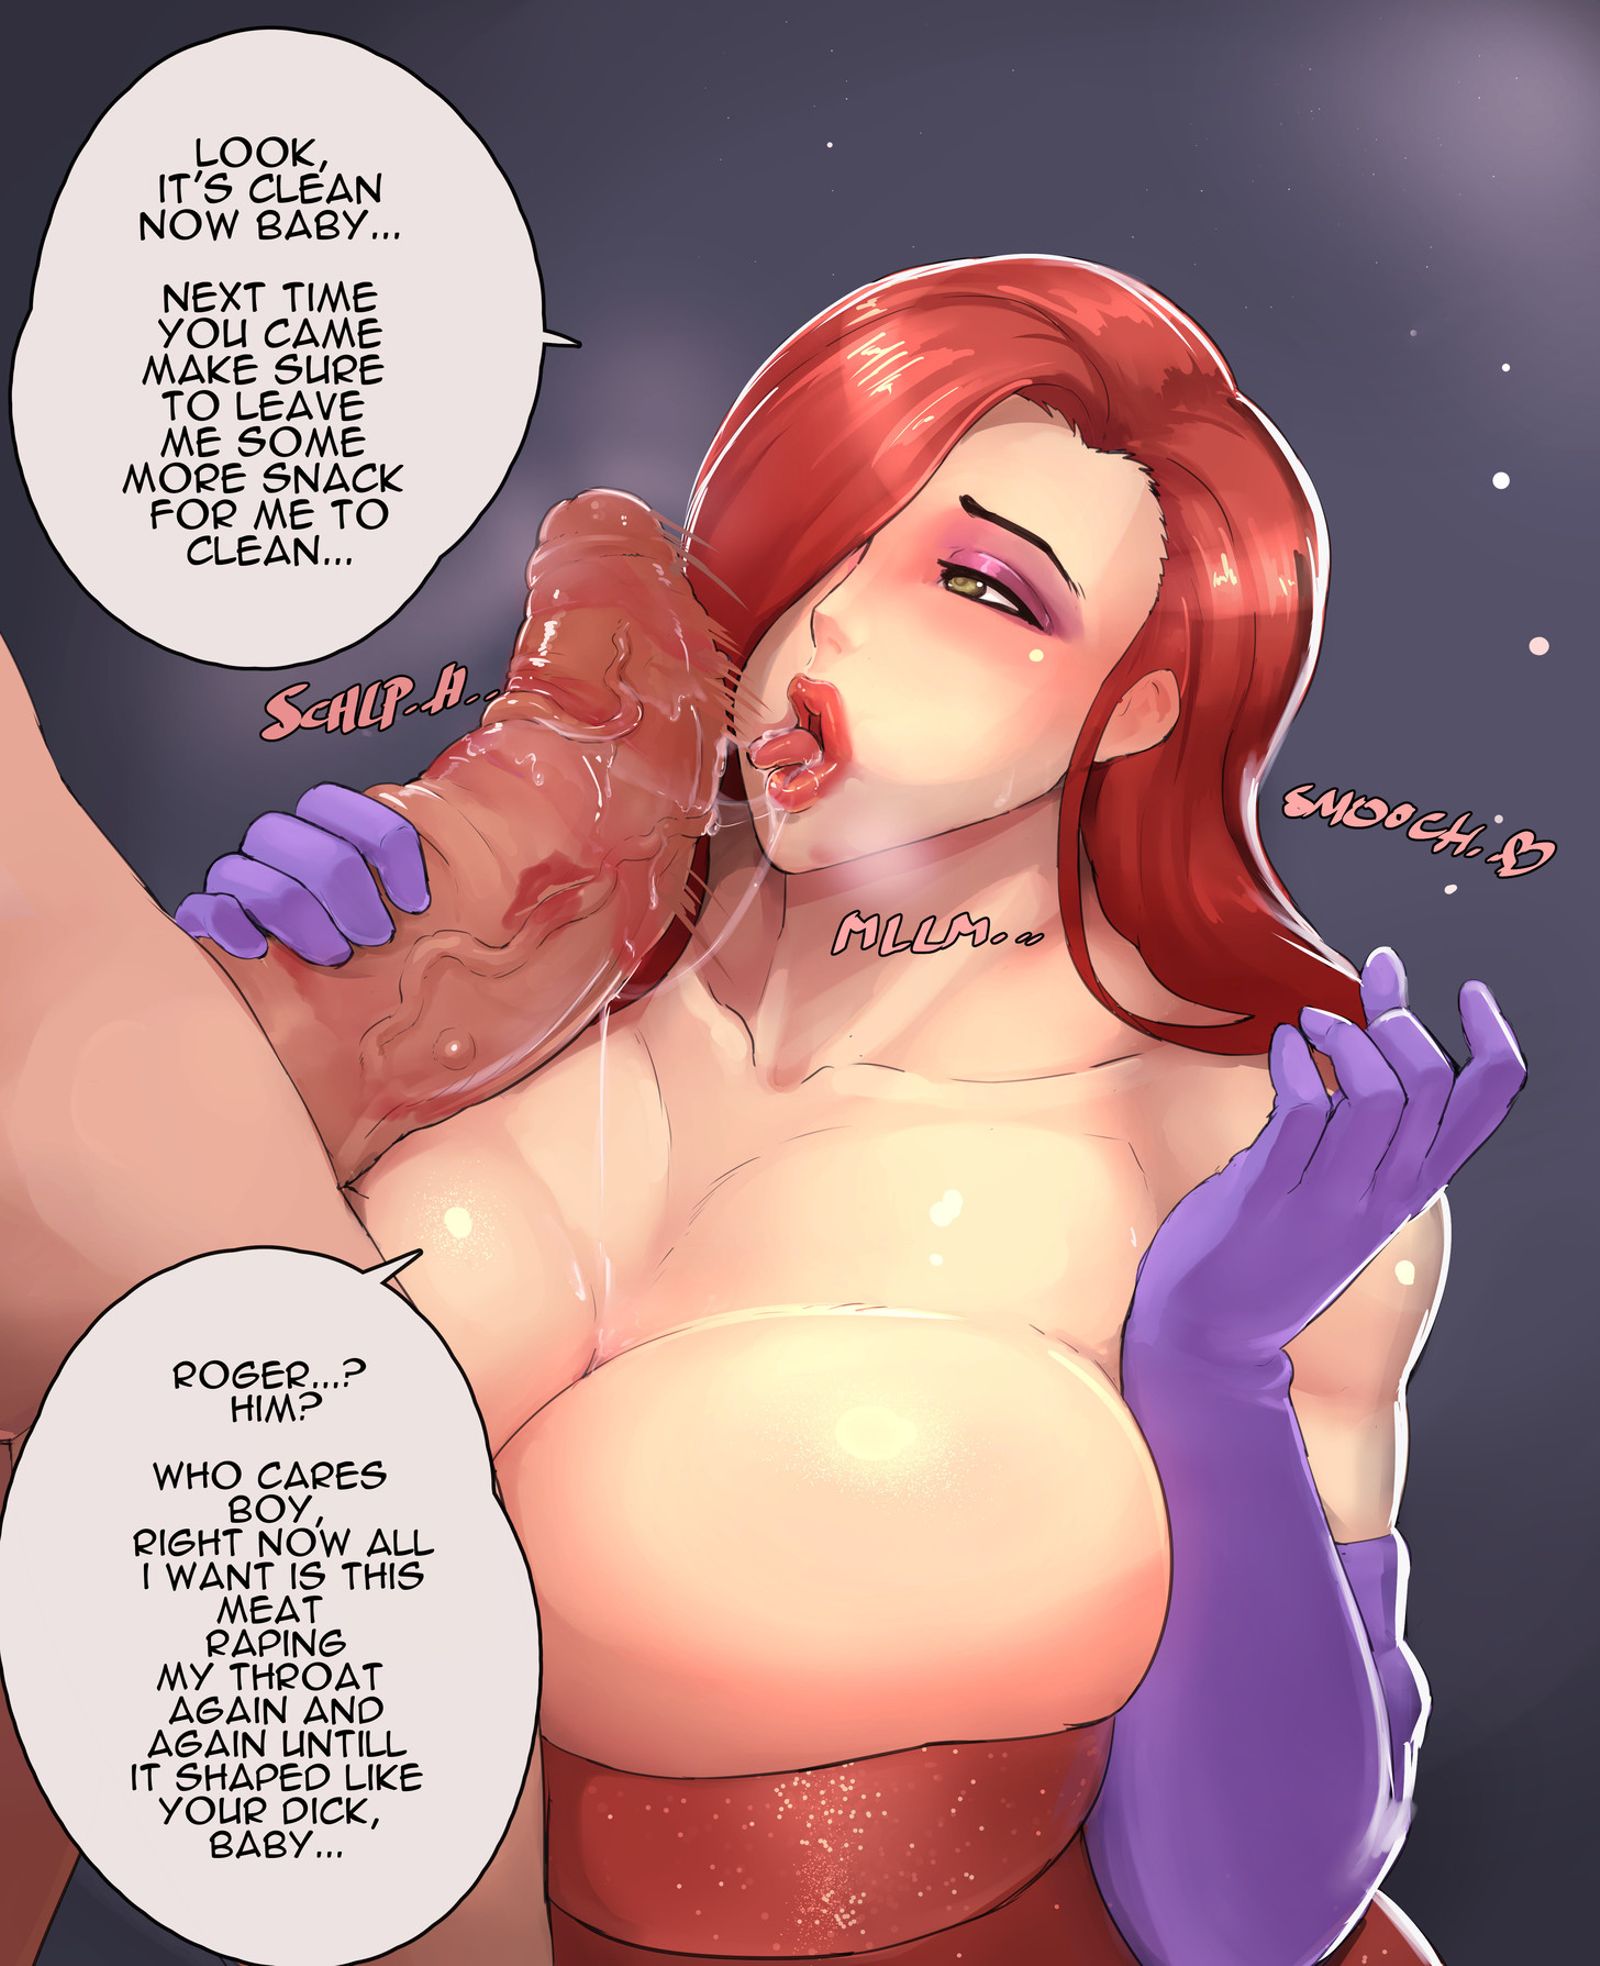 LOOK,
IT'S CLEAN
NOW BABY...
NEXT TIME
YOU CAME
MAKE SURE
TO LEAVE
ME SOME
MORE SNACK
FOR ME TO
CLEAN...
SCHLP..H..
SMOOCH..♡
MLLM...
ROGER...?
HIM?
WHO CARES
BOY,
RIGHT NOW ALL
I WANT IS THIS
MEAT
RAPING
MY THROAT
AGAIN AND
AGAIN UNTILL
IT SHAPED LIKE
YOUR DICK,
BABY...